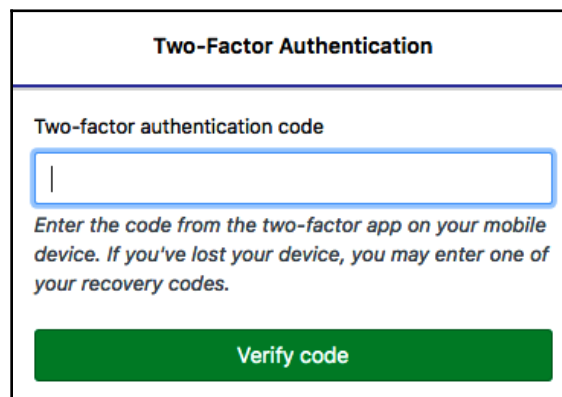 Two-Factor Authentication
Two-factor authentication code
Enter the code from the two-factor app on your mobile
device. If you've lost your device, you may enter one of
your recovery codes.
Verify code